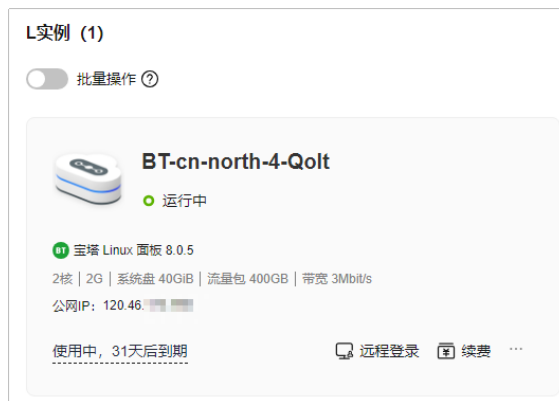 L实例 (1)
批量操作
BT-cn-north-4-Qolt
运行中
BT 宝塔 Linux 面板 8.0.5
2核 | 2G | 系统盘 40GiB | 流量包 400GB | 带宽 3Mbit/s
公网IP: 120.46.
使用中，31天后到期 远程登录 续费 ···